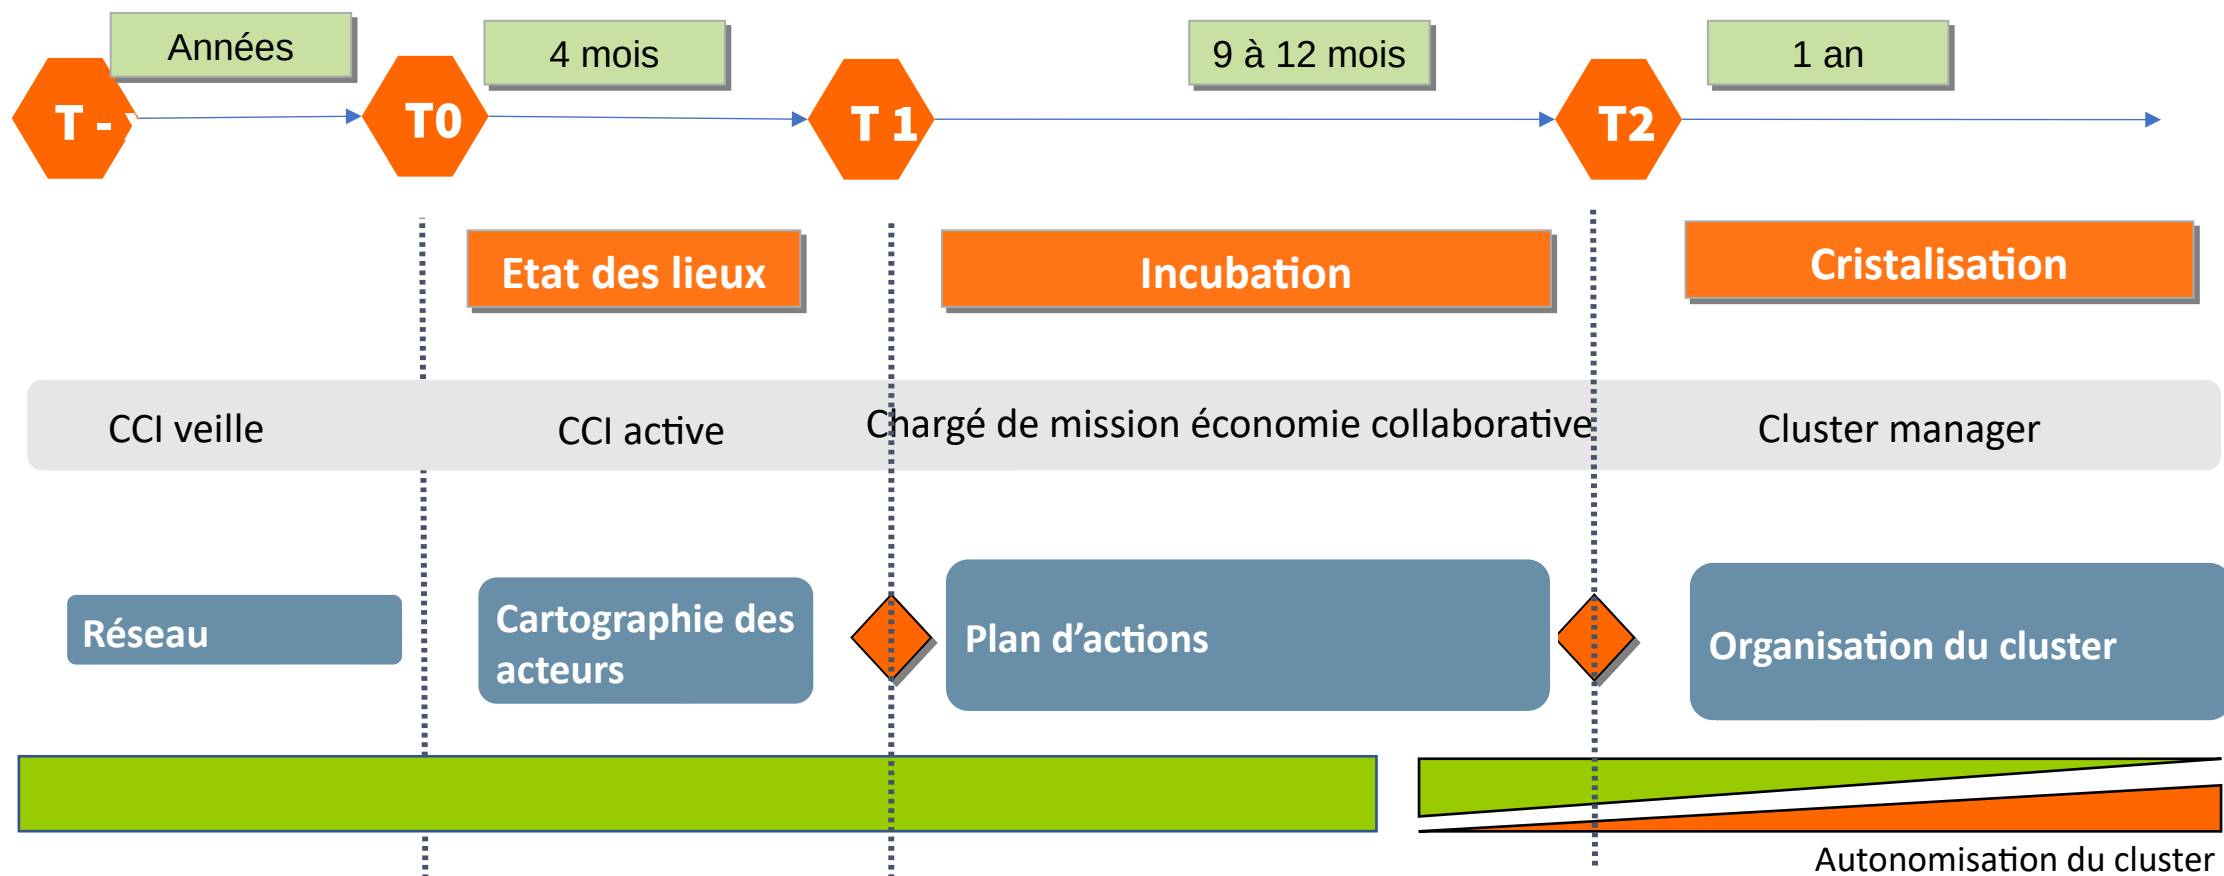 Années
4 mois
9 à 12 mois
1 an
T -
T0
T 1
T2
Etat des lieux
Incubation
Cristalisation
CCI veille
CCI active
Chargé de mission économie collaborative
Cluster manager
Réseau
Cartographie des
acteurs
Plan d’actions
Organisation du cluster
Autonomisation du cluster